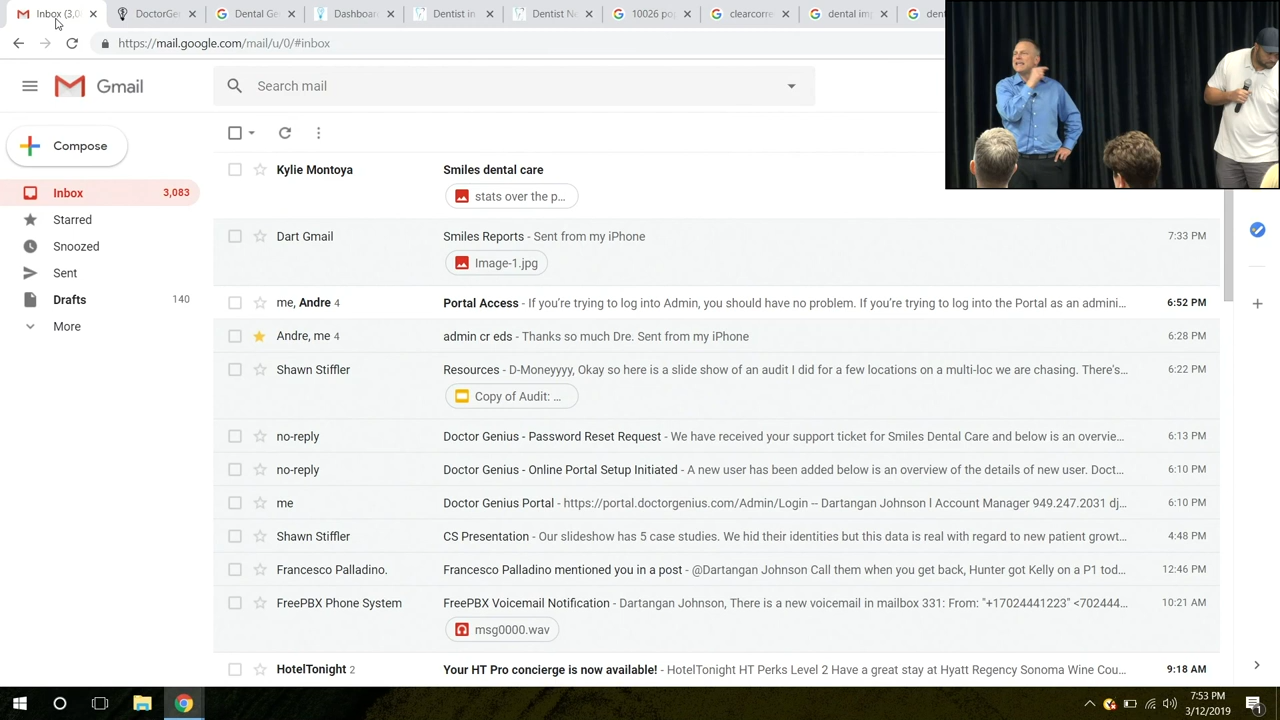 Inbox (3,0
DoctorGe
Dental Ge
Dashboar
Dentist in
Dentist Ne
10026 po
clearcorre
dental im
den
https://mail.google.com/mail/u/0/#inbox
Gmail
Search mail
Compose
Inbox 3,083
Starred
Snoozed
Sent
Drafts 140
More
Kylie Montoya Smiles dental care
stats over the p...
Dart Gmail Smiles Reports - Sent from my iPhone 7:33 PM
Image-1.jpg
me, Andre 4 Portal Access - If you're trying to log into Admin, you should have no problem. If you're trying to log into the Portal as an admini... 6:52 PM
Andre, me 4 admin cr eds - Thanks so much Dre. Sent from my iPhone 6:28 PM
Shawn Stiffler Resources - D-Moneyyyy, Okay so here is a slide show of an audit I did for a few locations on a multi-loc we are chasing. There's... 6:22 PM
Copy of Audit: ...
no-reply Doctor Genius - Password Reset Request - We have received your support ticket for Smiles Dental Care and below is an overvie... 6:13 PM
no-reply Doctor Genius - Online Portal Setup Initiated - A new user has been added below is an overview of the details of new user. Doct... 6:10 PM
me Doctor Genius Portal - https://portal.doctorgenius.com/Admin/Login -- Dartangan Johnson l Account Manager 949.247.2031 dj... 6:10 PM
Shawn Stiffler CS Presentation - Our slideshow has 5 case studies. We hid their identities but this data is real with regard to new patient growt... 4:48 PM
Francesco Palladino. Francesco Palladino mentioned you in a post - @Dartangan Johnson Call them when you get back, Hunter got Kelly on a P1 tod... 12:46 PM
FreePBX Phone System FreePBX Voicemail Notification - Dartangan Johnson, There is a new voicemail in mailbox 331: From: "+17024441223" <702444... 10:21 AM
msg0000.wav
HotelTonight 2 Your HT Pro concierge is now available! - HotelTonight HT Perks Level 2 Have a great stay at Hyatt Regency Sonoma Wine Cou... 9:18 AM
7:53 PM
3/12/2019
1